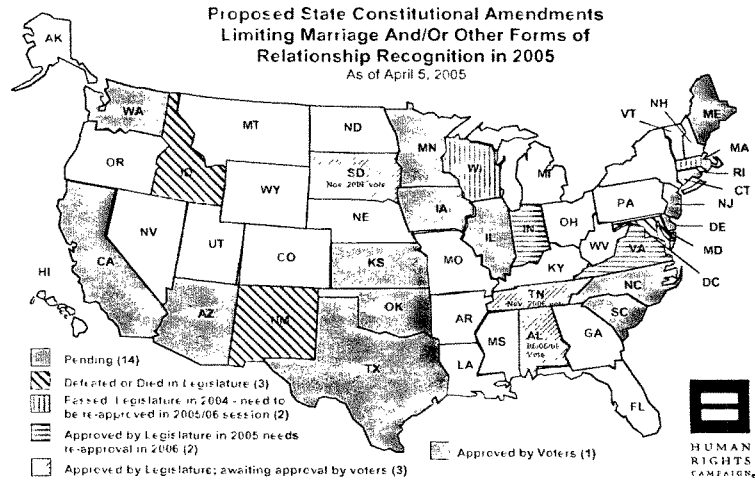 Proposed State Constitutional Amendments
Limiting Marriage And/Or Other Forms of
Relationship Recognition in 2005
As of April 5, 2005
AK
WA
MT
ND
MN
VT
NH
ME
OR
ID
SD
Nov. 2006 vote
WI
MI
MA
RI
CT
WY
NE
IA
PA
NJ
NV
UT
CO
IL
IN
OH
WV
VA
DE
MD
DC
HI
CA
KS
MO
KY
NC
AZ
NM
OK
AR
TN
Nov. 2006 vote
SC
TX
MS
AL
Vote
GA
LA
FL
Pending (14)
Defeated or Died in Legislature (3)
Passed Legislature in 2004 - need to
be re-approved in 2005/06 session (2)
Approved by Legislature in 2005 needs
re-approval in 2006 (2)
Approved by Legislature; awaiting approval by voters (3)
Approved by Voters (1)
HUMAN
RIGHTS
CAMPAIGN